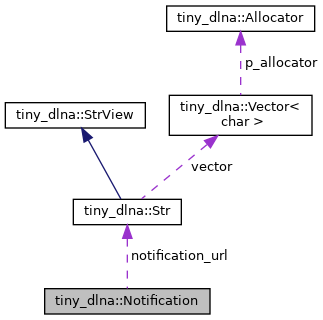 tiny_dlna::Allocator
p_allocator
tiny_dlna::StrView
tiny_dlna::Vector<
char >
vector
tiny_dlna::Str
notification_url
tiny_dlna::Notification